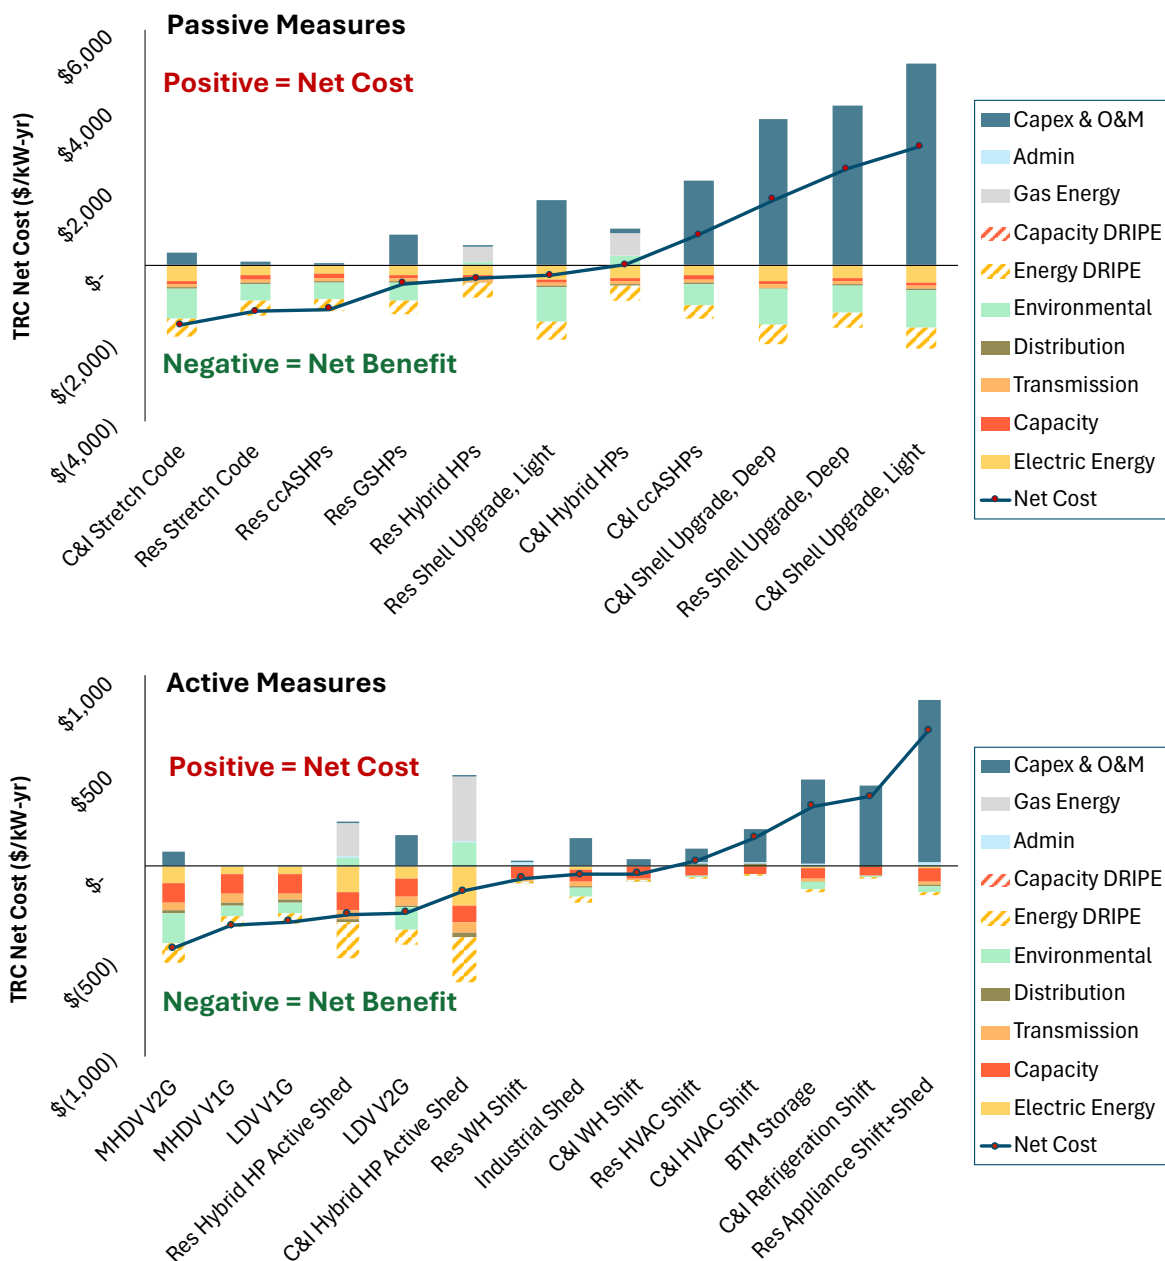 Passive Measures
Positive = Net Cost
Negative = Net Benefit
TRC Net Cost ($/kW-yr)
$6,000
$4,000
$2,000
$-
$(2,000)
$(4,000)
C&I Stretch Code
Res Stretch Code
Res ccASHPs
Res GSHPs
Res Hybrid HPs
Res Shell Upgrade, Light
C&I Hybrid HPs
C&I ccASHPs
C&I Shell Upgrade, Deep
Res Shell Upgrade, Deep
C&I Shell Upgrade, Light
Capex & O&M
Admin
Gas Energy
Capacity DRIPE
Energy DRIPE
Environmental
Distribution
Transmission
Capacity
Electric Energy
Net Cost
Active Measures
Positive = Net Cost
Negative = Net Benefit
TRC Net Cost ($/kW-yr)
$1,000
$500
$-
$(500)
$(1,000)
MHDV V2G
MHDV V1G
LDV V1G
Res Hybrid HP Active Shed
LDV V2G
C&I Hybrid HP Active Shed
Res WH Shift
Industrial Shed
C&I WH Shift
Res HVAC Shift
C&I HVAC Shift
BTM Storage
C&I Refrigeration Shift
Res Appliance Shift+Shed
Capex & O&M
Gas Energy
Admin
Capacity DRIPE
Energy DRIPE
Environmental
Distribution
Transmission
Capacity
Electric Energy
Net Cost